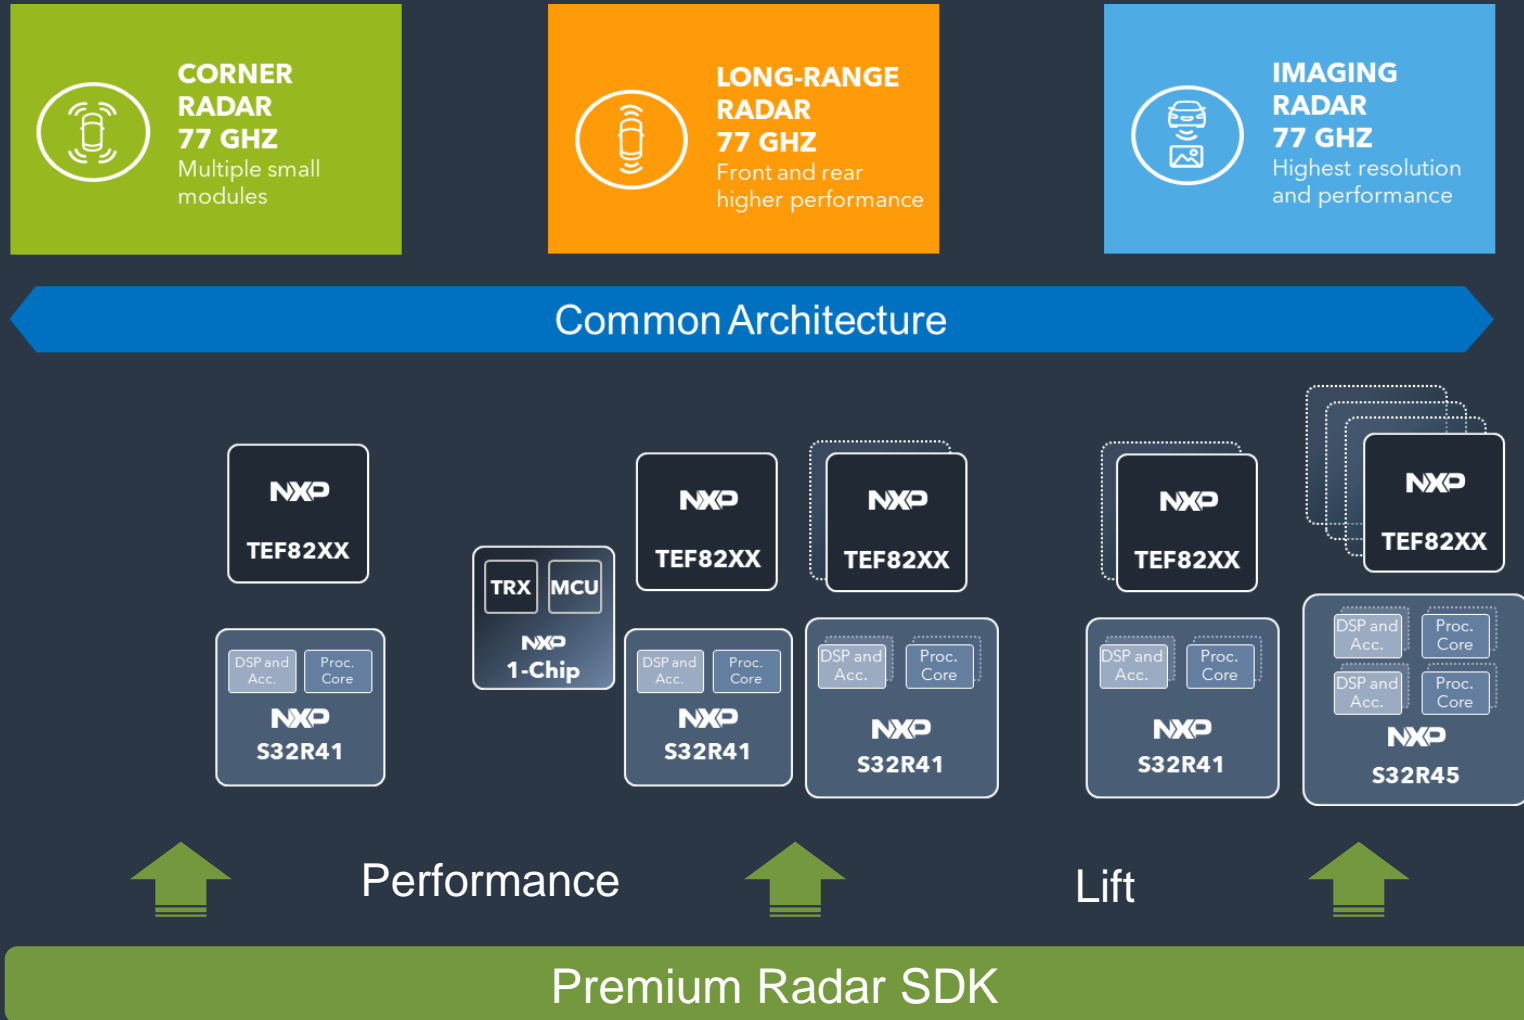 CORNER
RADAR
77 GHZ
Multiple small
modules
LONG-RANGE
RADAR
77 GHZ
Front and rear
higher performance
IMAGING
RADAR
77 GHZ
Highest resolution
and performance
Common Architecture
NXP
TEF82XX
DSP and
Acc.
Proc.
Core
NXP
S32R41
TRX
MCU
NXP
1-Chip
NXP
TEF82XX
DSP and
Acc.
Proc.
Core
NXP
S32R41
NXP
TEF82XX
DSP and
Acc.
Proc.
Core
NXP
S32R41
NXP
TEF82XX
DSP and
Acc.
Proc.
Core
NXP
S32R41
NXP
TEF82XX
DSP and
Acc.
Proc.
Core
DSP and
Acc.
Proc.
Core
NXP
S32R45
Performance
Lift
Premium Radar SDK